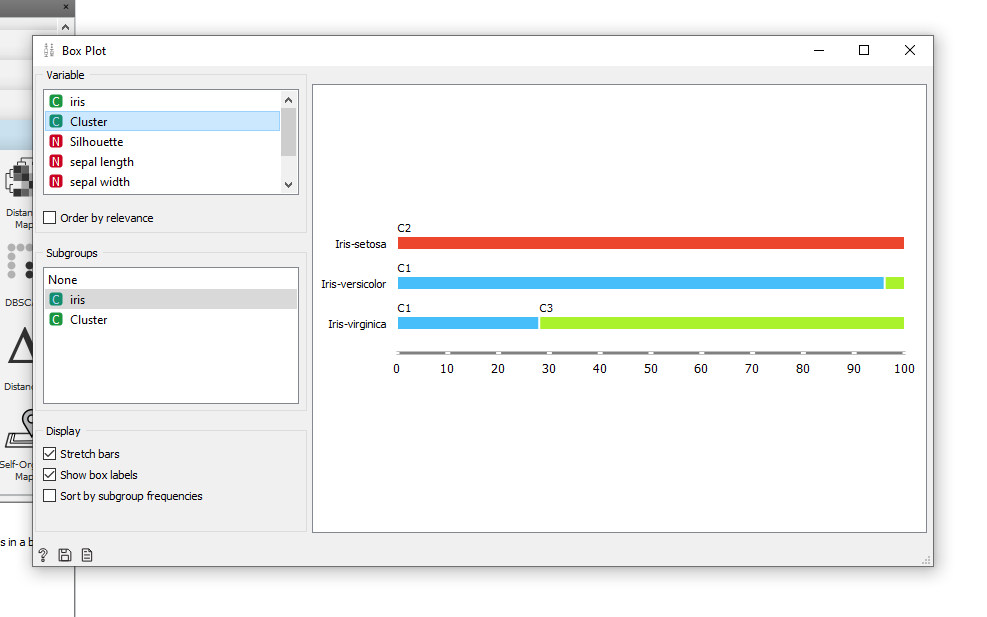 Box Plot
Variable
C iris
C Cluster
N Silhouette
N sepal length
N sepal width
Order by relevance
Subgroups
None
C iris
C Cluster
Display
Stretch bars
Show box labels
Sort by subgroup frequencies
C2
Iris-setosa
C1
Iris-versicolor
C1 C3
Iris-virginica
0 10 20 30 40 50 60 70 80 90 100
Distan
Map
DBSC
Distanc
Self-Or
Map
s in a b
?